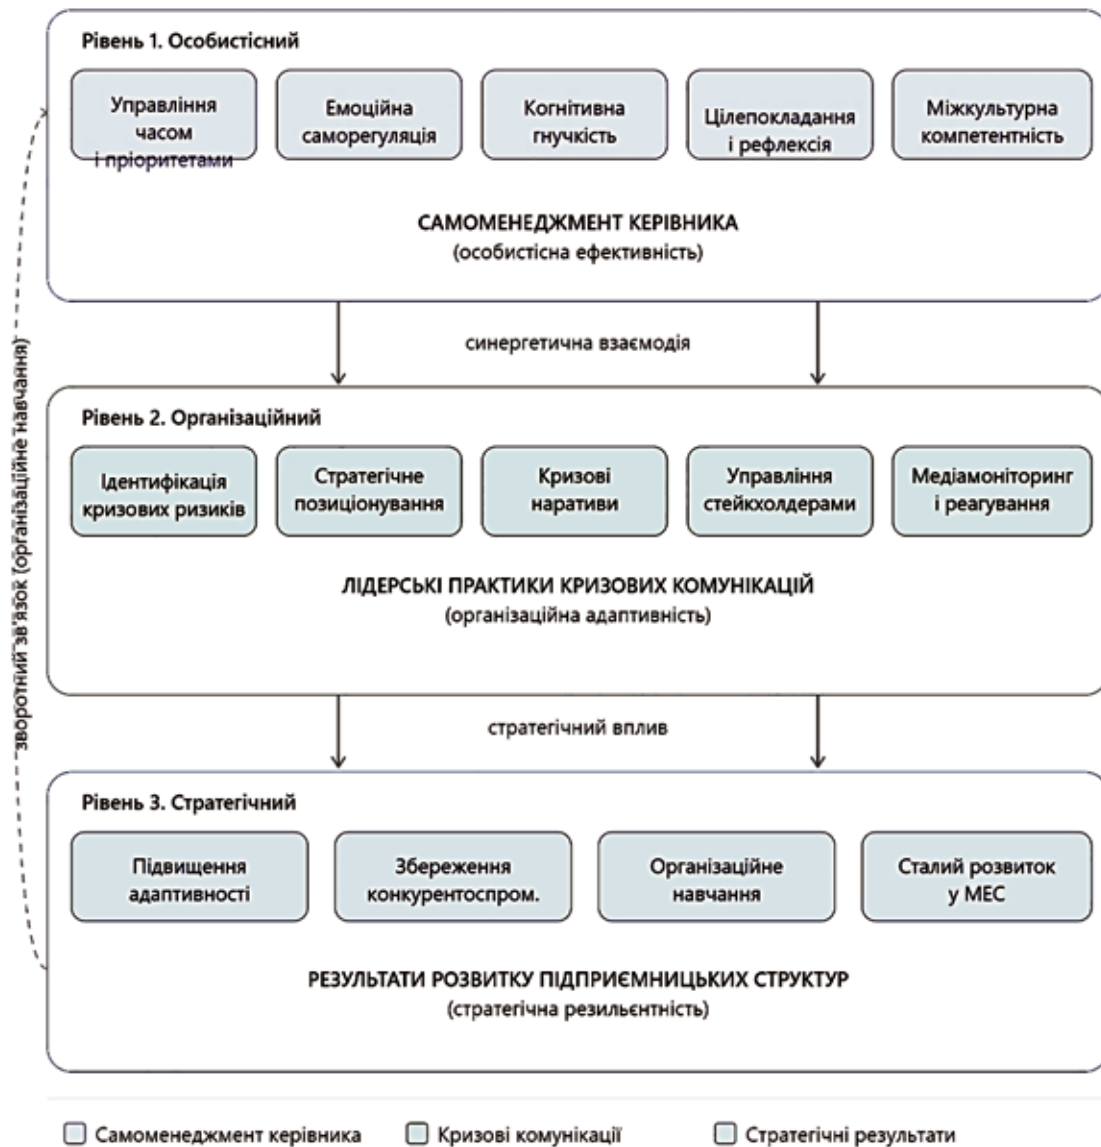 Рівень 1. Особистісний
Управління
часом
і пріоритетами
Емоційна
саморегуляція
Когнітивна
гнучкість
Цілепокладання
і рефлексія
Міжкультурна
компетентність
САМОМЕНЕДЖМЕНТ КЕРІВНИКА
(особистісна ефективність)
синергетична взаємодія
зворотний зв'язок (організаційне навчання)
Рівень 2. Організаційний
Ідентифікація
кризових ризиків
Стратегічне
позиціонування
Кризові
наративи
Управління
стейкхолдерами
Медіамоніторинг
і реагування
ЛІДЕРСЬКІ ПРАКТИКИ КРИЗОВИХ КОМУНІКАЦІЙ
(організаційна адаптивність)
стратегічний вплив
Рівень 3. Стратегічний
Підвищення
адаптивності
Збереження
конкурентоспром.
Організаційне
навчання
Сталий розвиток
у МЕС
РЕЗУЛЬТАТИ РОЗВИТКУ ПІДПРИЄМНИЦЬКИХ СТРУКТУР
(стратегічна резильєнтність)
Самоменеджмент керівника
Кризові комунікації
Стратегічні результати